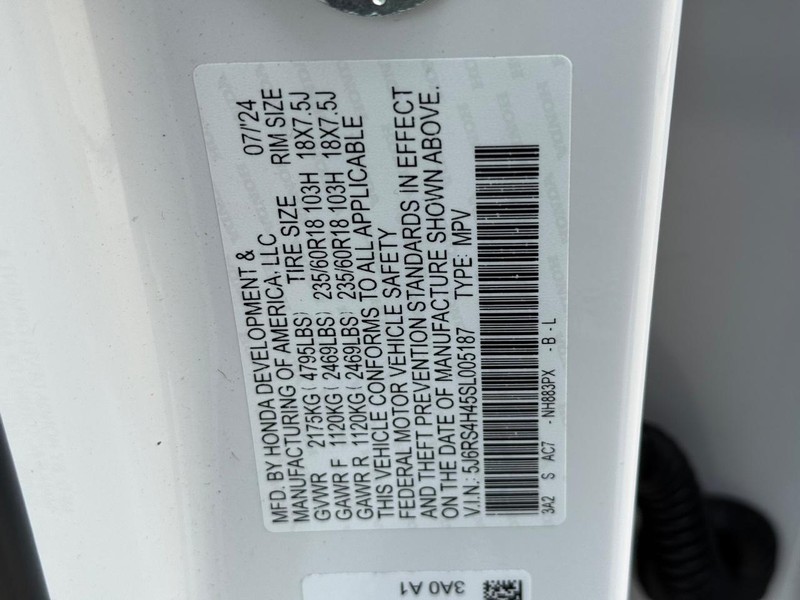 MFD. BY HONDA DEVELOPMENT & 07/'24
MANUFACTURING OF AMERICA, LLC
TIRE SIZE RIM SIZE
GVWR 2175KG( 4795LBS)
GAWR F 1120KG( 2469LBS) 235/60R18 103H 18X7.5J
GAWR R 1120KG( 2469LBS) 235/60R18 103H 18X7.5J
THIS VEHICLE CONFORMS TO ALL APPLICABLE
FEDERAL MOTOR VEHICLE SAFETY
AND THEFT PREVENTION STANDARDS IN EFFECT
ON THE DATE OF MANUFACTURE SHOWN ABOVE.
V.I.N.: 5J6RS4H45SL005187 TYPE: MPV
3A2 S AC7 -NH883PX -B-L
3A0 A1